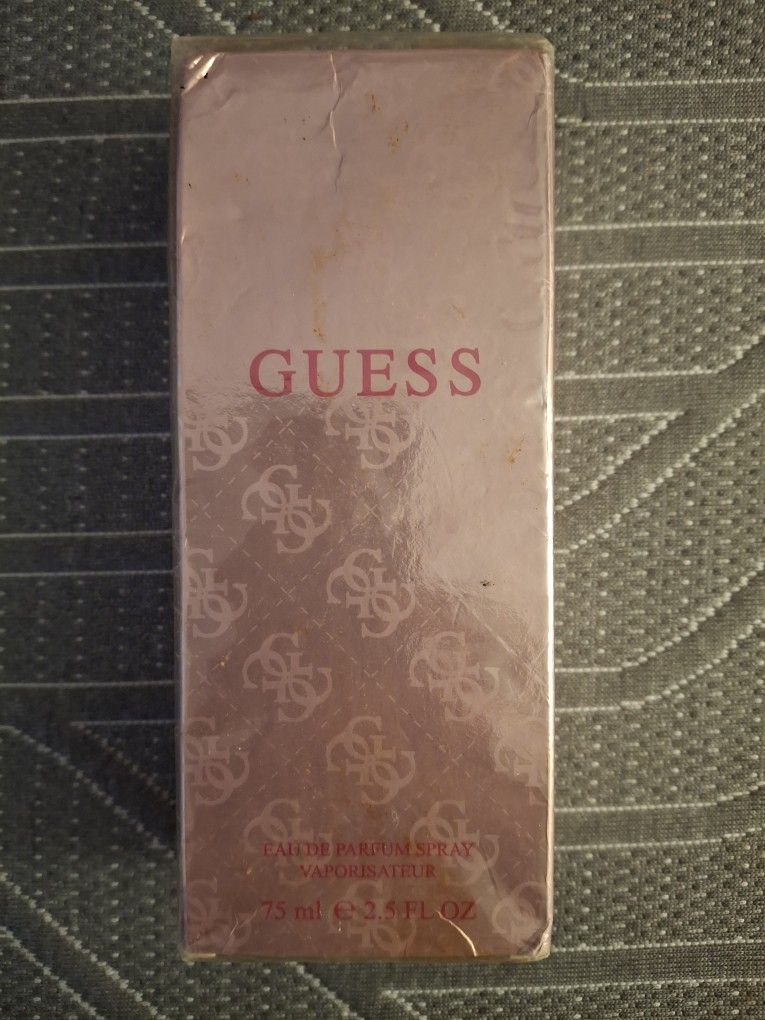 GUESS
EAU DE PARFUM SPRAY
VAPORISATEUR
75 ml ℮ 2.5 FL OZ